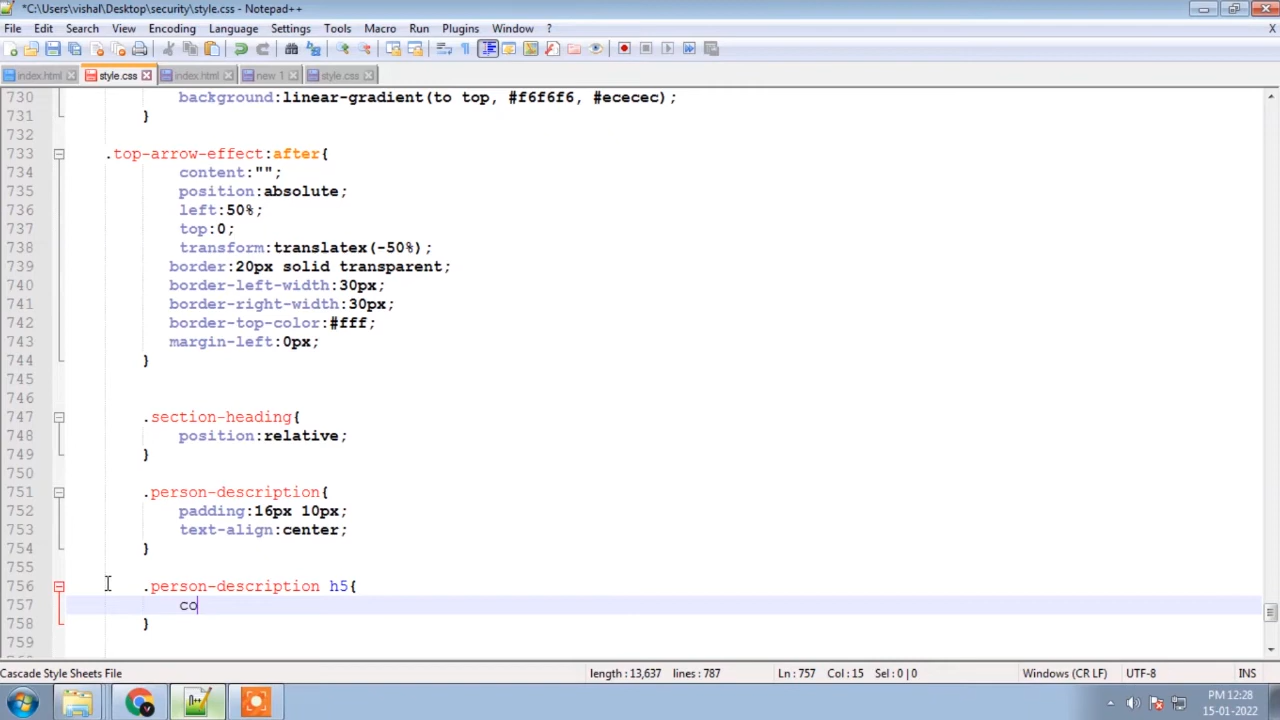 *C:\Users\vishal\Desktop\security\style.css - Notepad++
File Edit Search View Encoding Language Settings Tools Macro Run Plugins Window ? X
index.html style.css index.html new 1 style.css
730 background:linear-gradient(to top, #f6f6f6, #ececec);
731 }
732
733 .top-arrow-effect:after{
734 content:"";
735 position:absolute;
736 left:50%;
737 top:0;
738 transform:translatex(-50%);
739 border:20px solid transparent;
740 border-left-width:30px;
741 border-right-width:30px;
742 border-top-color:#fff;
743 margin-left:0px;
744 }
745
746
747 .section-heading{
748 position:relative;
749 }
750
751 .person-description{
752 padding:16px 10px;
753 text-align:center;
754 }
755
756 .person-description h5{
757 co
758 }
759
Cascade Style Sheets File length : 13,637 lines : 787 Ln : 757 Col : 15 Sel : 0 | 0 Windows (CR LF) UTF-8 INS
PM 12:28
15-01-2022